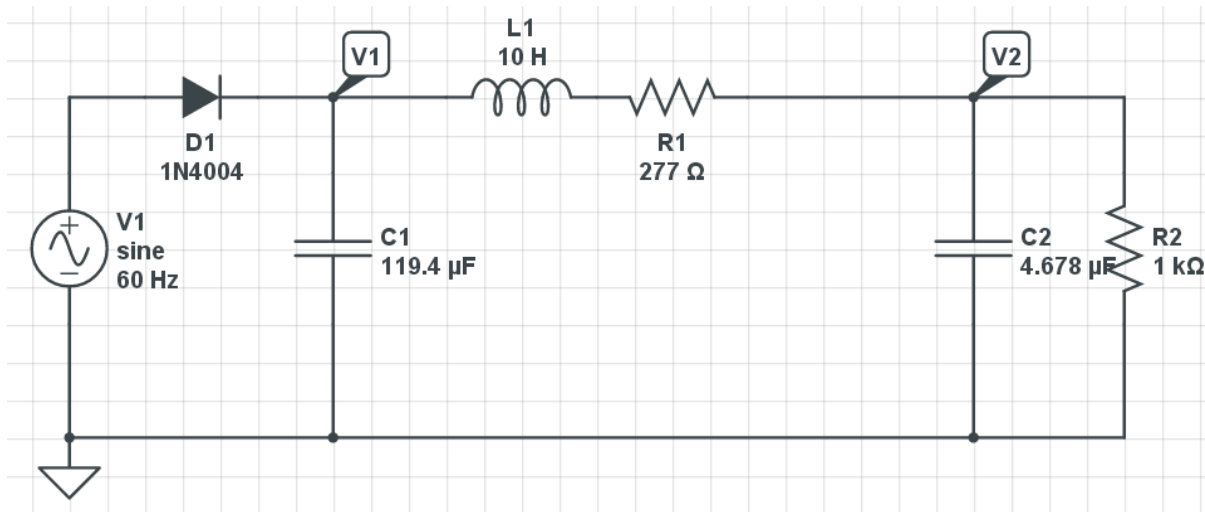 V1
L1
10 H
V2
D1
1N4004
R1
277 Ω
V1
sine
60 Hz
C1
119.4 µF
C2
4.678 µF
R2
1 kΩ